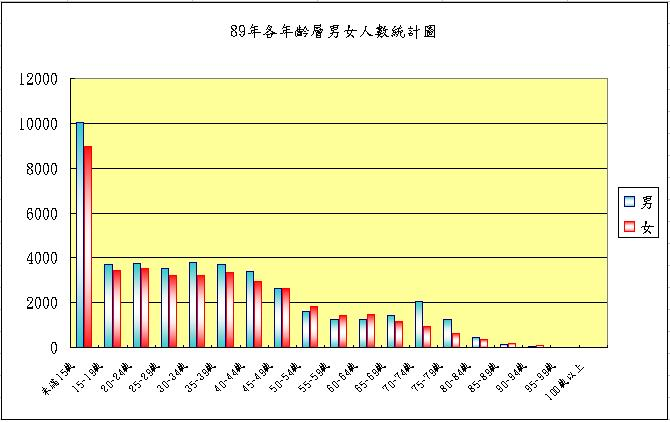 89年各年齡層男女人數統計圖
12000
10000
8000
6000
4000
2000
0
男
女
未滿15歲
15-19歲
20-24歲
25-29歲
30-34歲
35-39歲
40-44歲
45-49歲
50-54歲
55-59歲
60-64歲
65-69歲
70-74歲
75-79歲
80-84歲
85-89歲
90-94歲
95-99歲
100歲以上